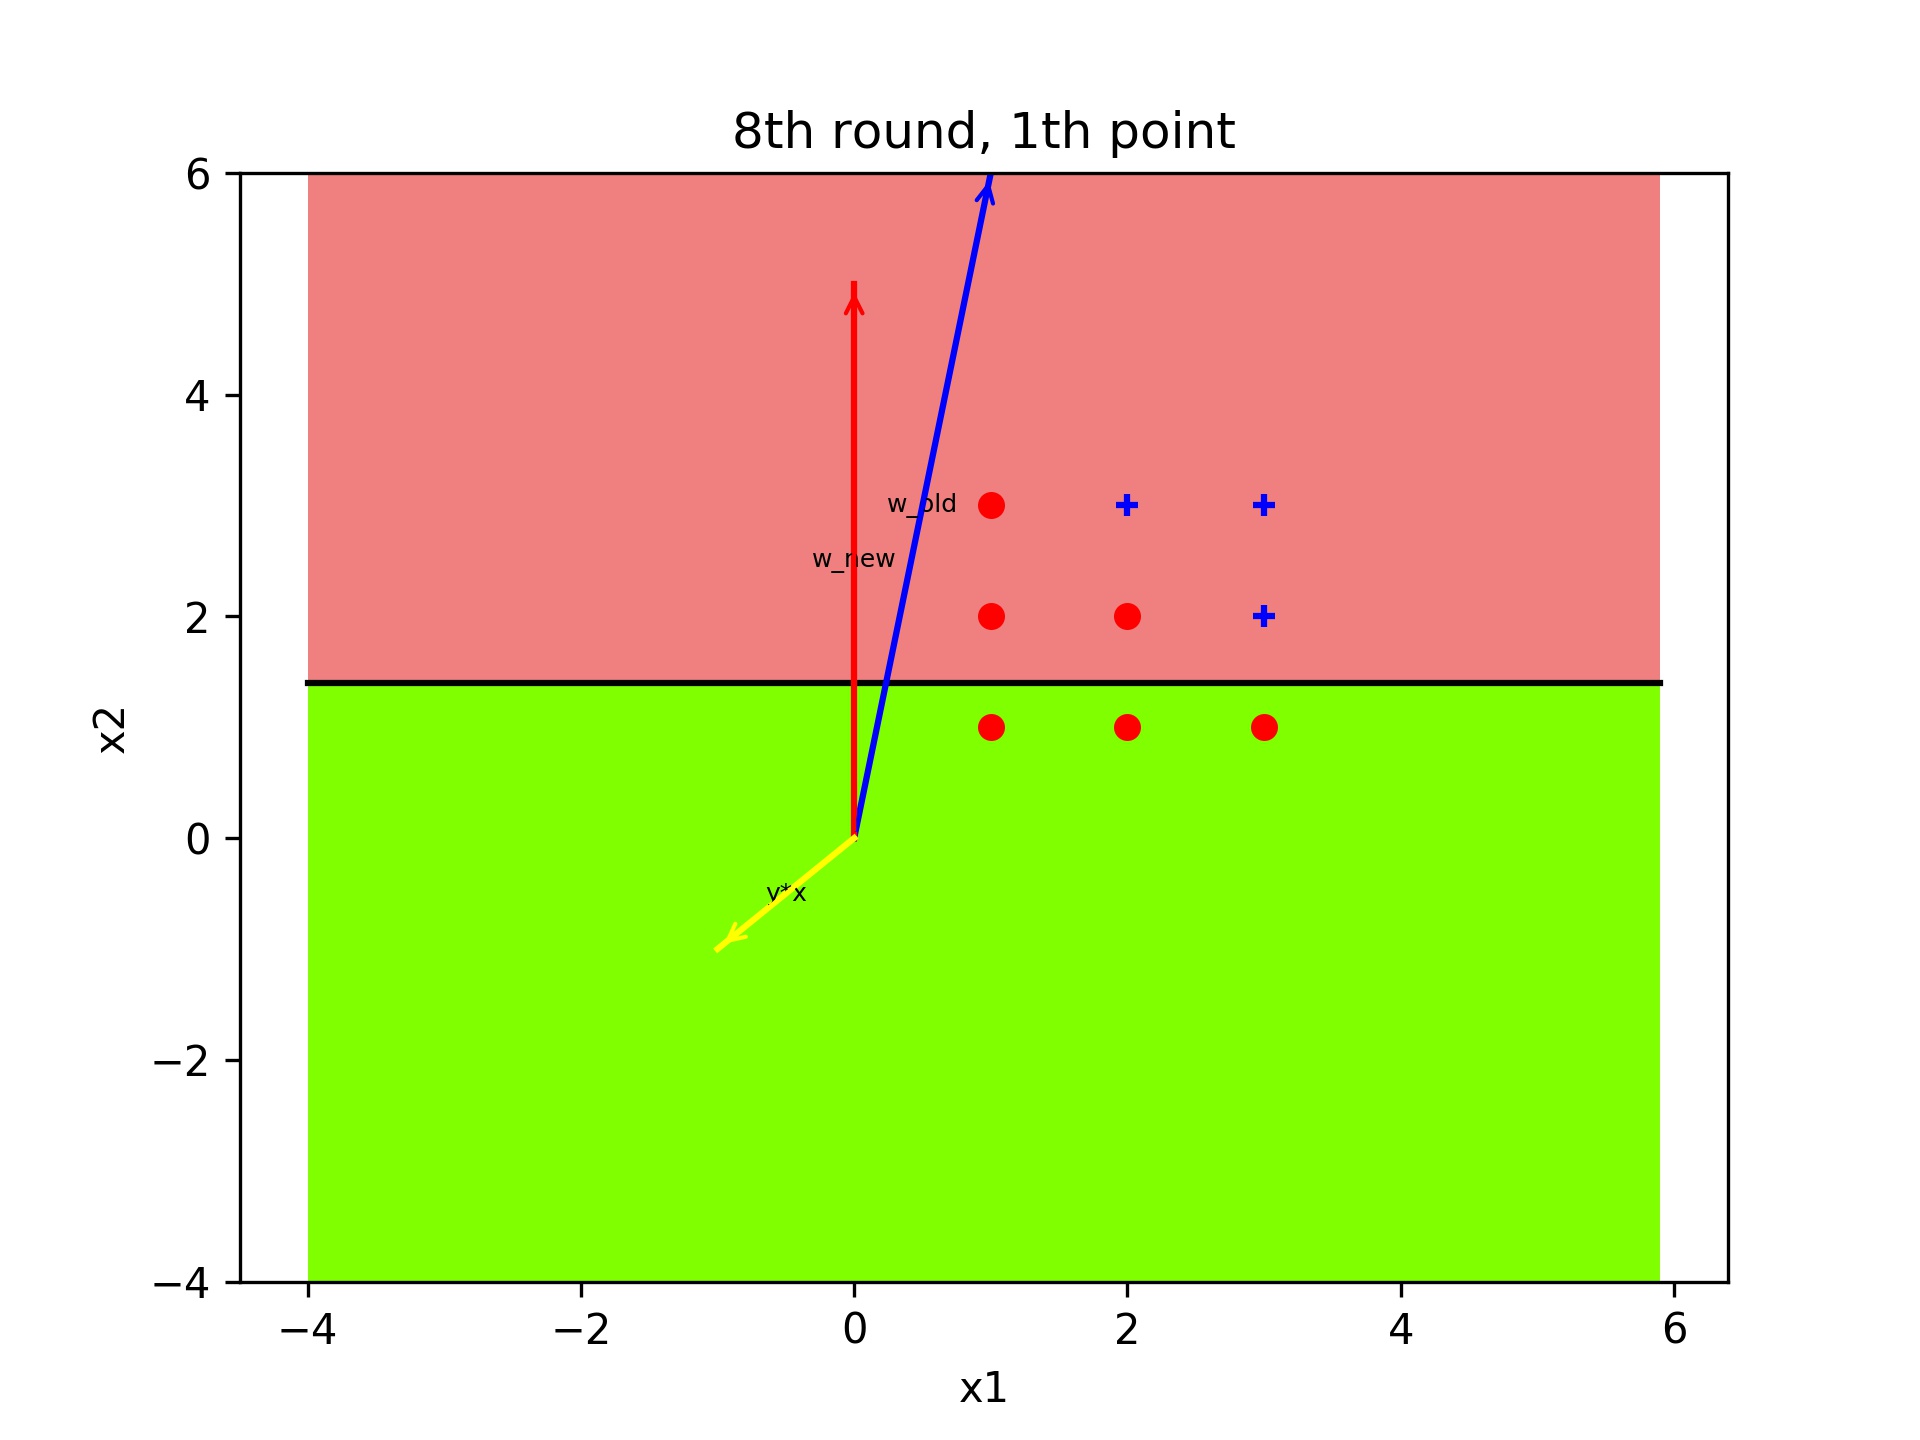 8th round, 1th point
6
4
2
0
−2
−4
x2
w_old
w_new
y*x
−4 −2 0 2 4 6
x1